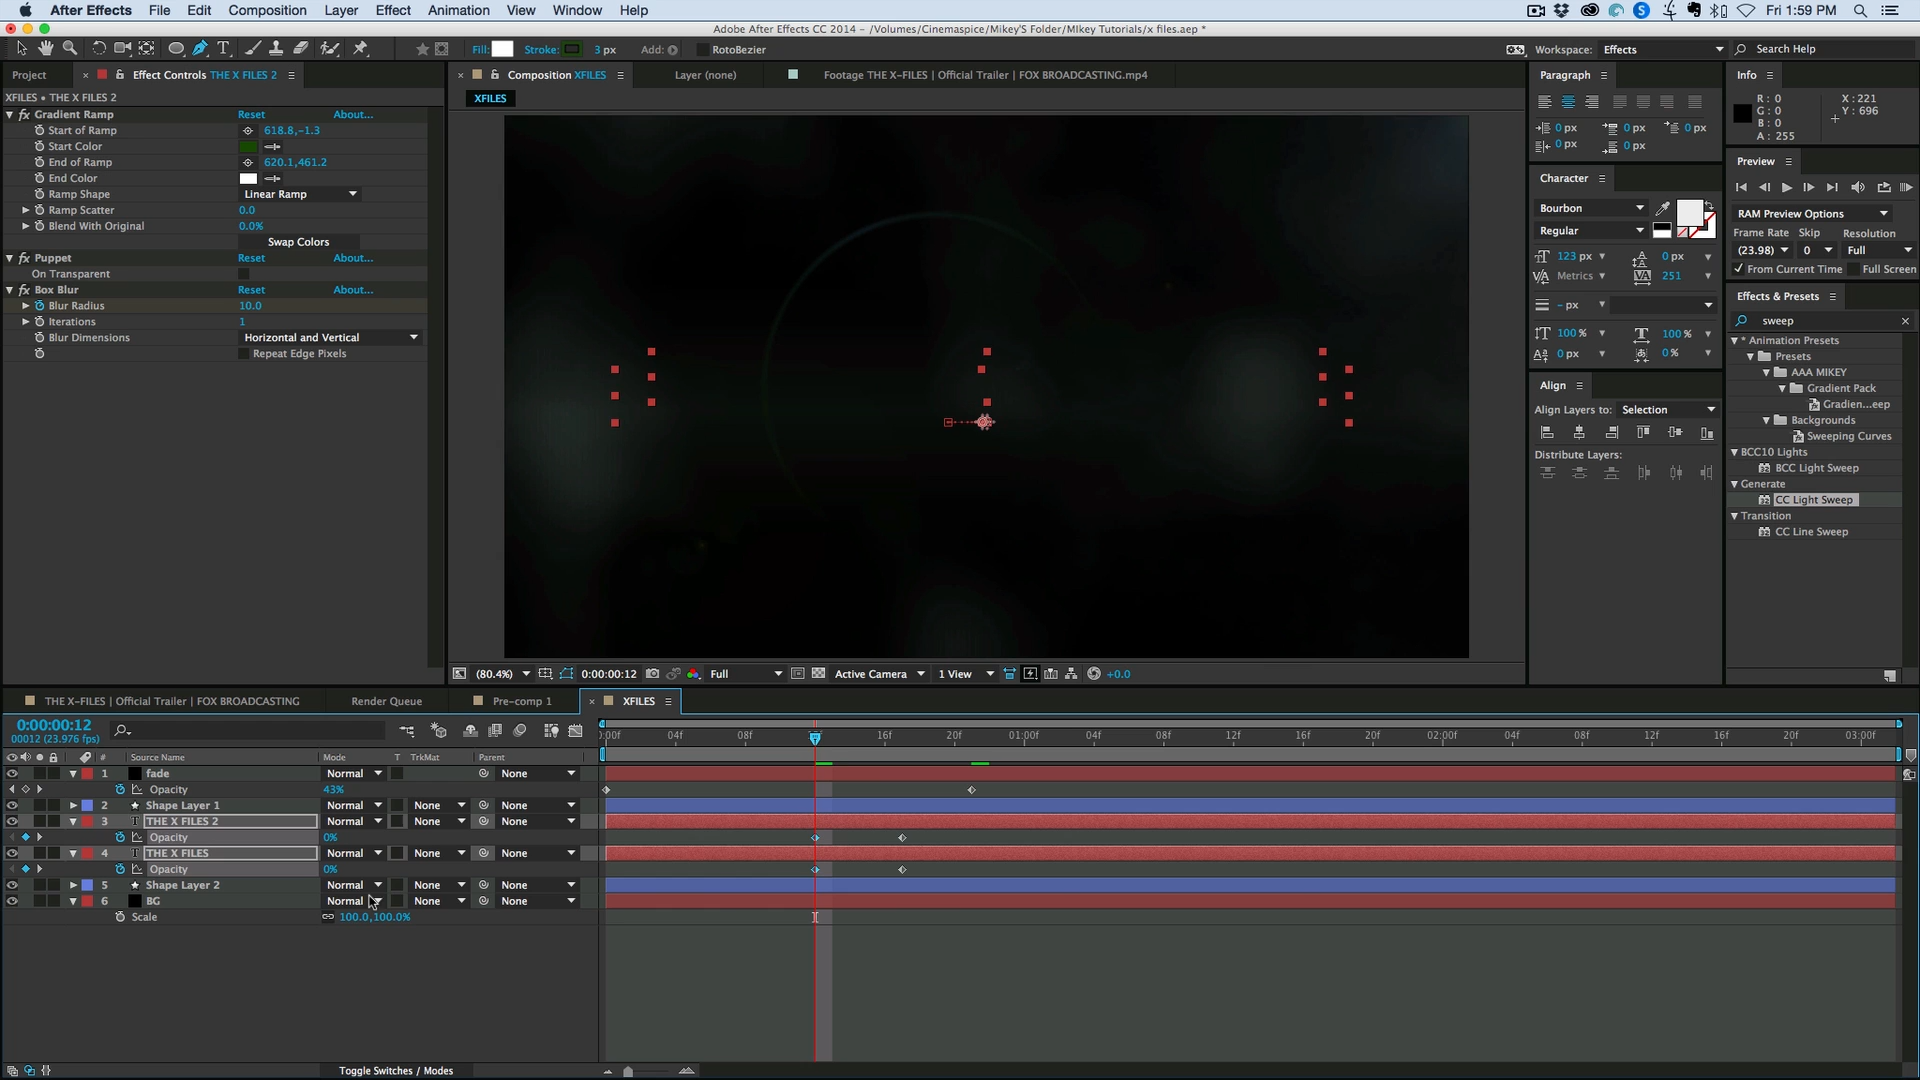 After Effects File Edit Composition Layer Effect Animation View Window Help Fri 1:59 PM
Adobe After Effects CC 2014 - /Volumes/Cinemaspice/Mikey'S Folder/MIkey Tutorials/x files.aep *
Fill: Stroke: 3 px Add: RotoBezier Workspace: Effects Search Help
Project Effect Controls THE X FILES 2 Composition XFILES Layer (none) Footage THE X-FILES | Official Trailer | FOX BROADCASTING.mp4
XFILES • THE X FILES 2
XFILES
fx Gradient Ramp Reset About...
Start of Ramp 618.8,-1.3
Start Color
End of Ramp 620.1,461.2
End Color
Ramp Shape Linear Ramp
Ramp Scatter 0.0
Blend With Original 0.0%
Swap Colors
fx Puppet Reset About...
On Transparent
fx Box Blur Reset About...
Blur Radius 10.0
Iterations 1
Blur Dimensions Horizontal and Vertical
Repeat Edge Pixels
(80.4%) 0:00:00:12 Full Active Camera 1 View +0.0
Paragraph
0 px 0 px 0 px
0 px 0 px
Character
Bourbon
Regular
123 px 0 px
Metrics 251
- px
100 % 100 %
0 px 0 %
Align
Align Layers to: Selection
Distribute Layers:
Info
R: 0 X: 221
G: 0 Y: 696
B: 0
A: 255
Preview
RAM Preview Options
Frame Rate Skip Resolution
(23.98) 0 Full
From Current Time Full Screen
Effects & Presets
sweep
* Animation Presets
Presets
AAA MIKEY
Gradient Pack
Gradien...eep
Backgrounds
Sweeping Curves
BCC10 Lights
BCC Light Sweep
Generate
CC Light Sweep
Transition
CC Line Sweep
THE X-FILES | Official Trailer | FOX BROADCASTING Render Queue Pre-comp 1 XFILES
0:00:00:12
00012 (23.976 fps)
0:00f 04f 08f 16f 20f 01:00f 04f 08f 12f 16f 20f 02:00f 04f 08f 12f 16f 20f 03:00f
# Source Name Mode T TrkMat Parent
1 fade Normal None
Opacity 43%
2 Shape Layer 1 Normal None None
3 T THE X FILES 2 Normal None None
Opacity 0%
4 T THE X FILES Normal None None
Opacity 0%
5 Shape Layer 2 Normal None None
6 BG Normal None None
Scale 100.0,100.0%
Toggle Switches / Modes